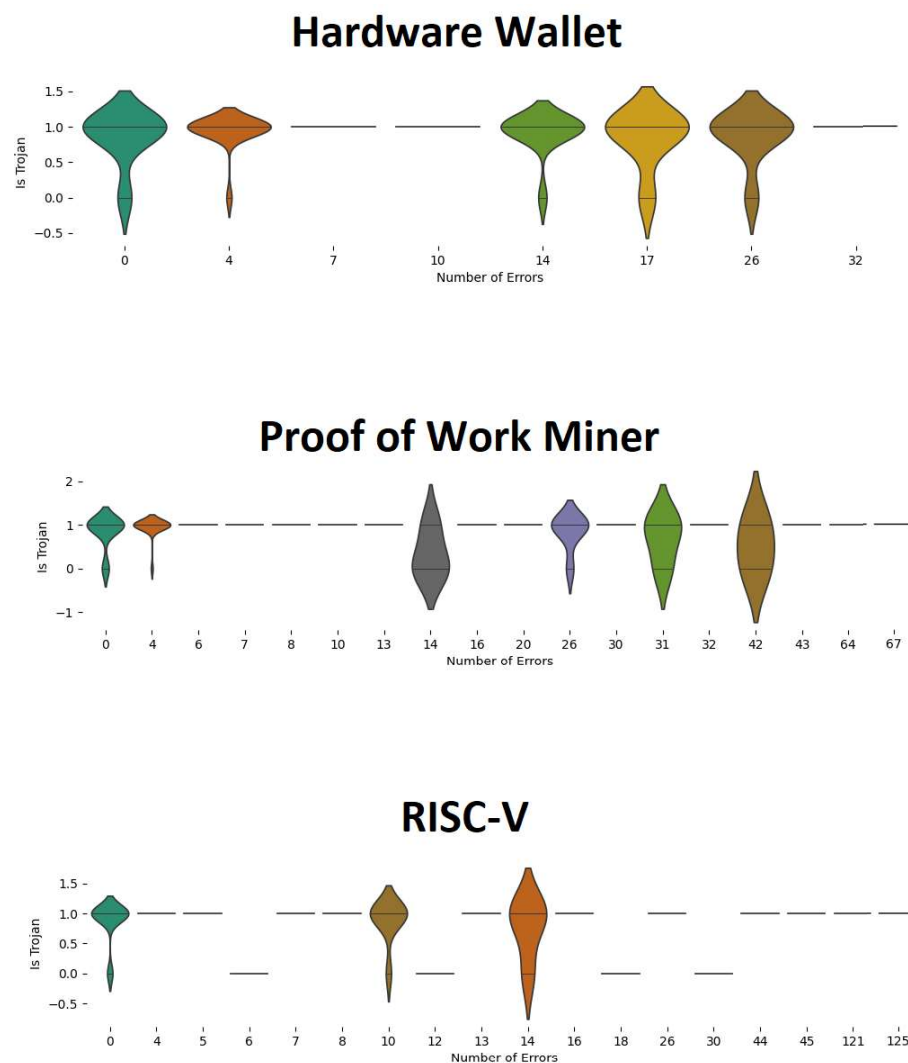 Hardware Wallet
1.5
1.0
0.5
0.0
−0.5
Is Trojan
0 4 7 10 14 17 26 32
Number of Errors
Proof of Work Miner
2
1
0
−1
Is Trojan
0 4 6 7 8 10 13 14 16 20 26 30 31 32 42 43 64 67
Number of Errors
RISC-V
1.5
1.0
0.5
0.0
−0.5
Is Trojan
0 4 5 6 7 8 10 12 13 14 16 18 26 30 44 45 121 125
Number of Errors